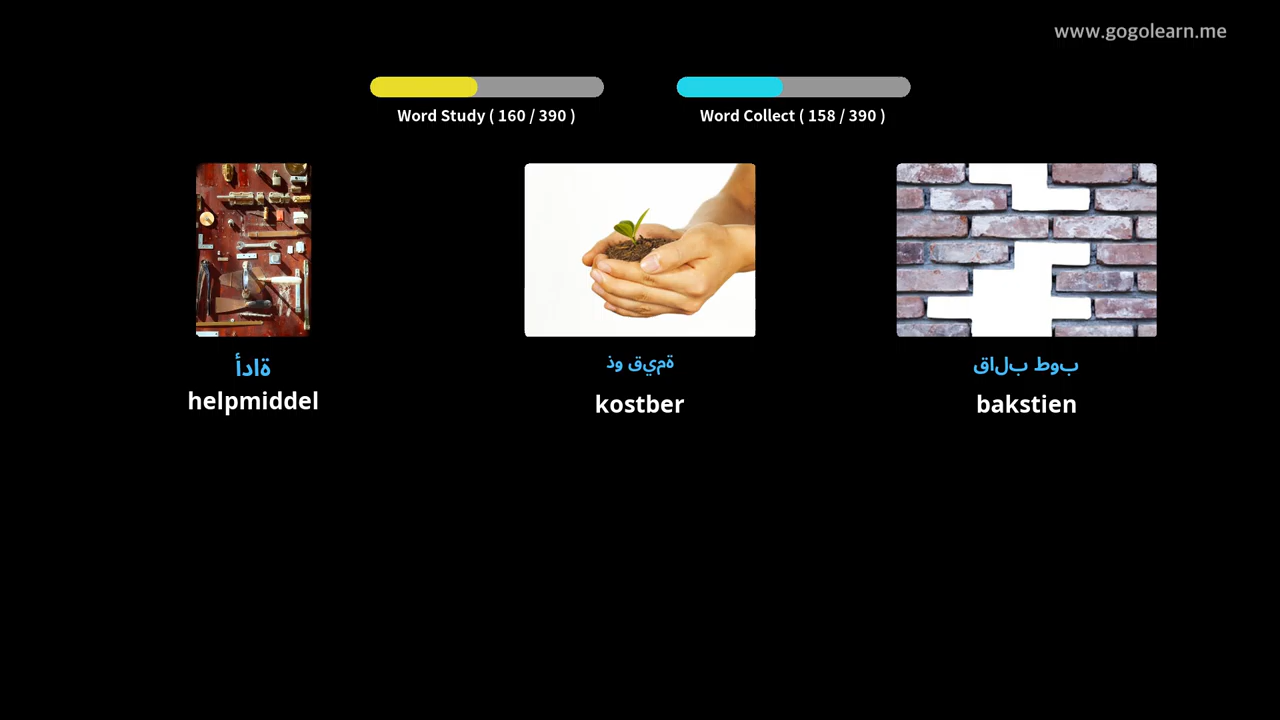 www.gogolearn.me
Word Study ( 160 / 390 )
Word Collect ( 158 / 390 )
ةادأ
helpmiddel
ةميق وذ
kostber
بوط بلاق
bakstien